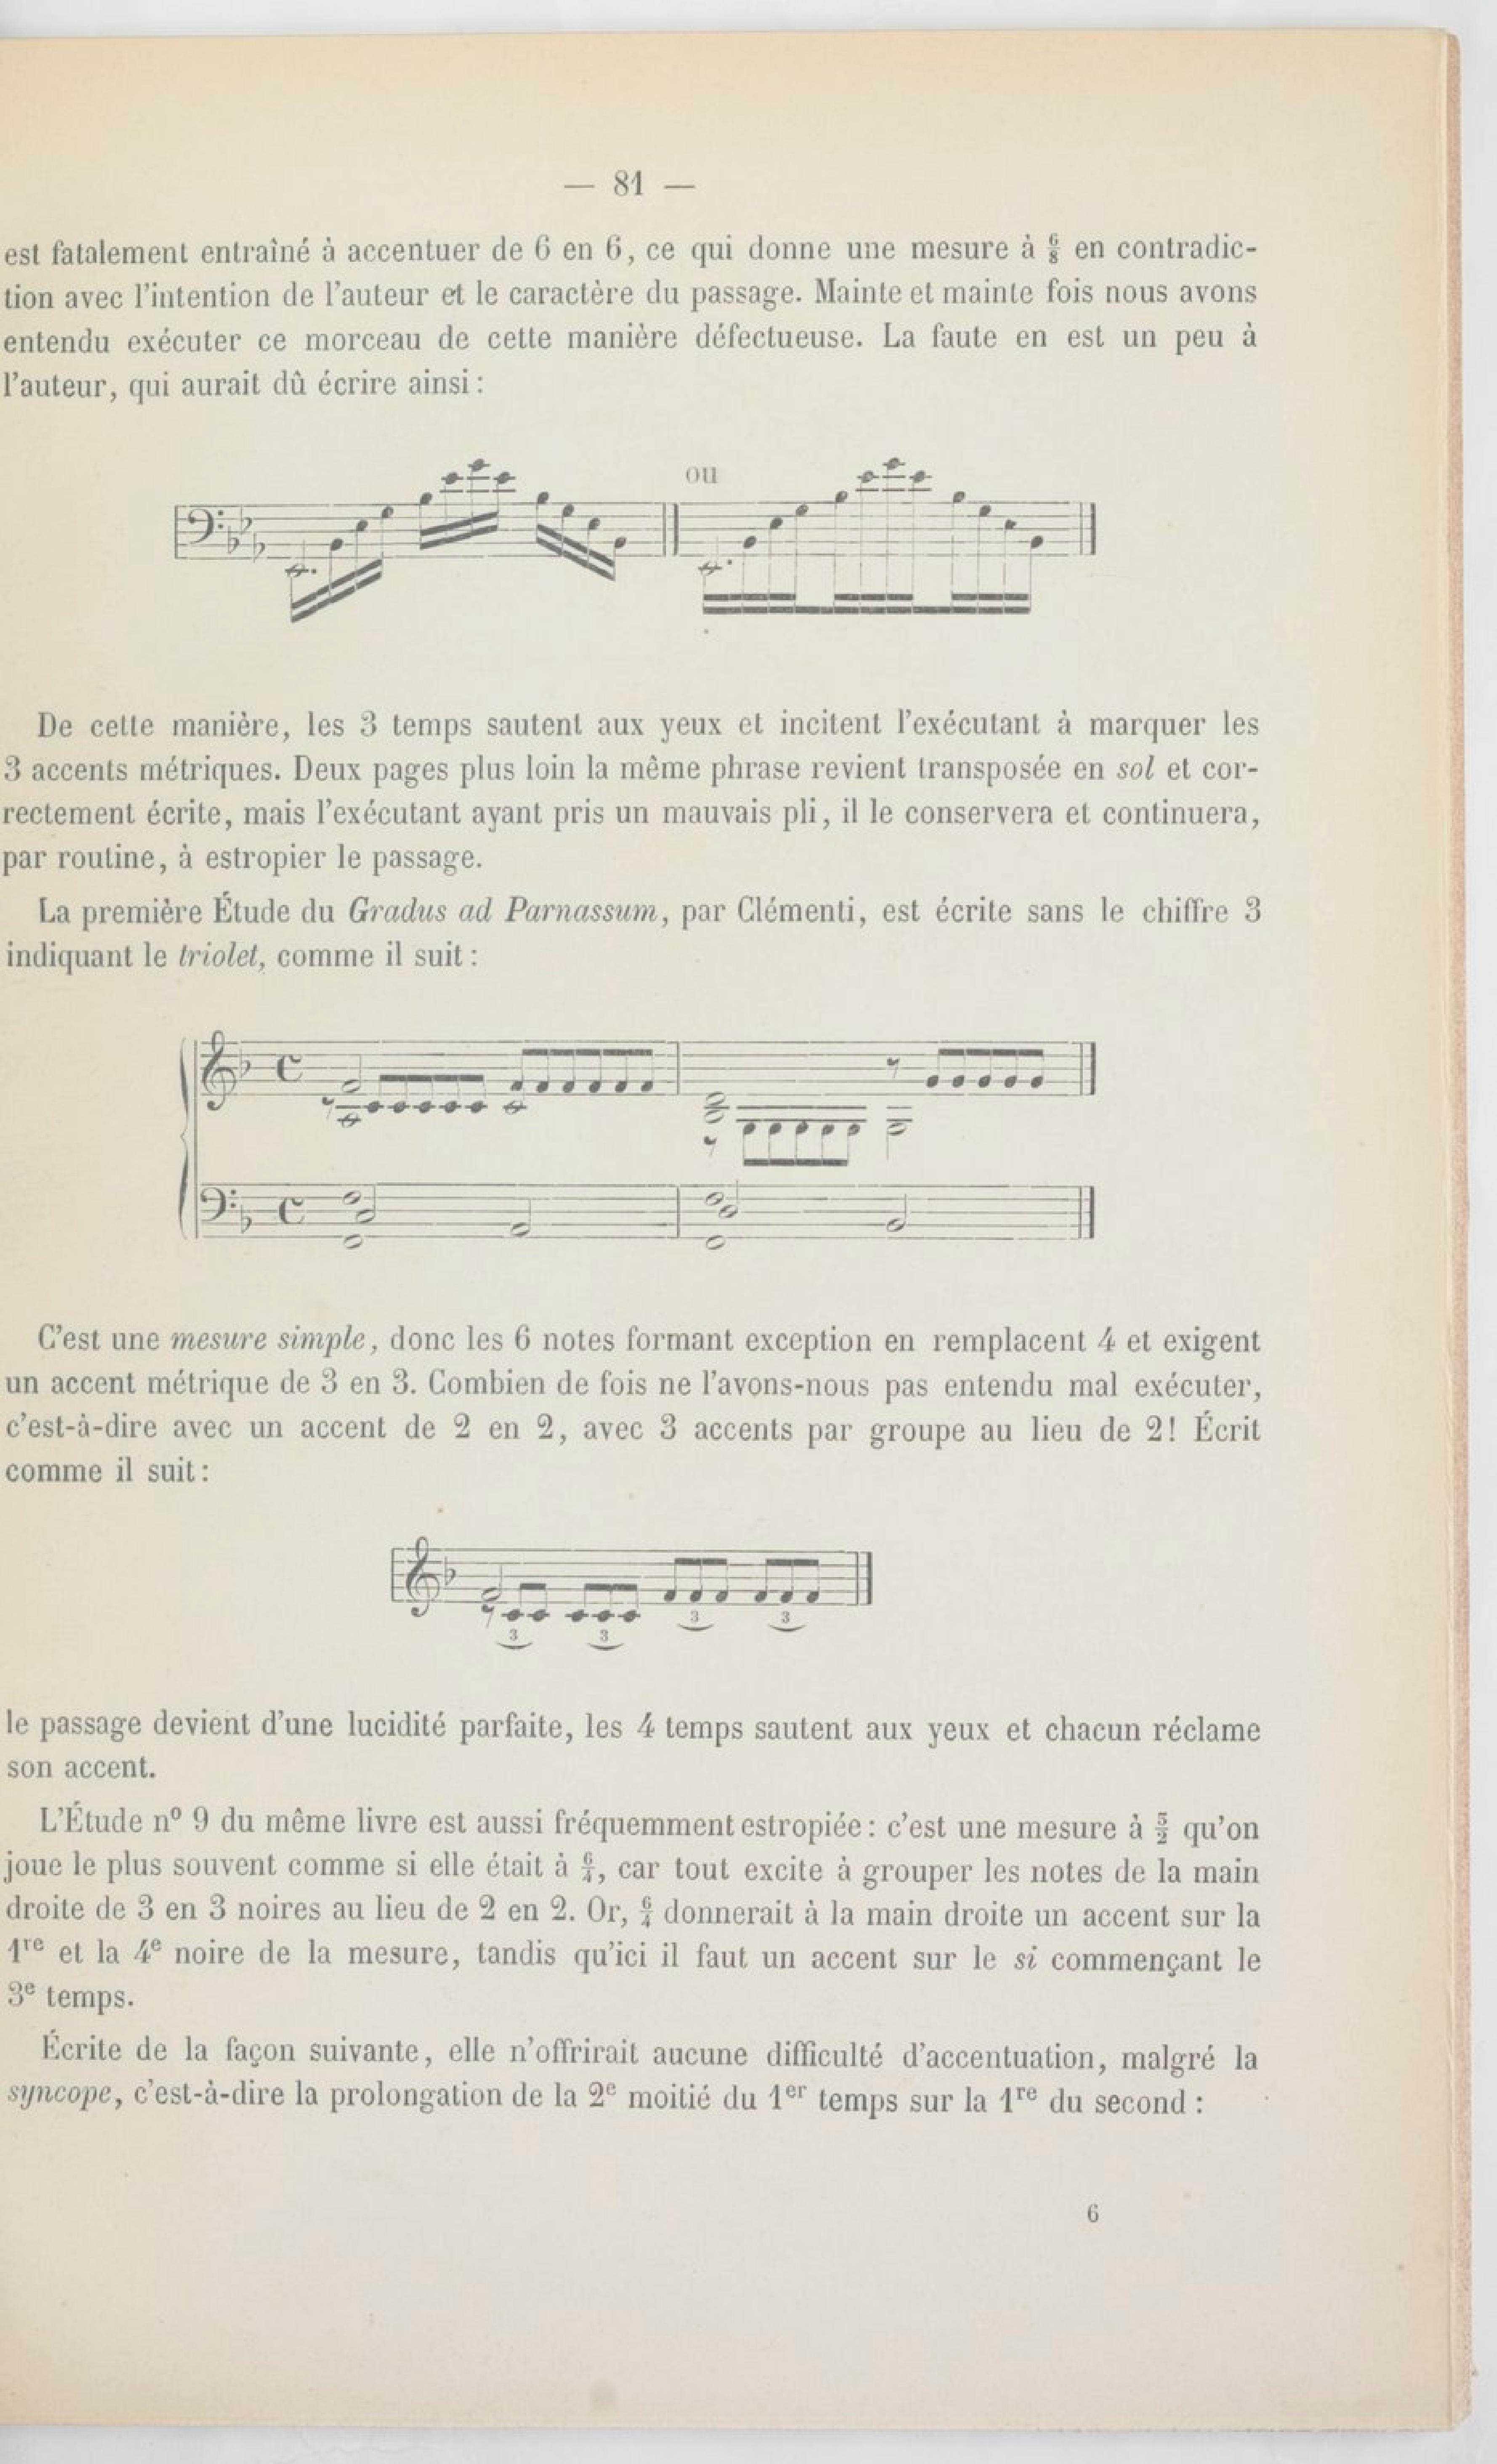 — 81 —
est fatalement entraîné à accentuer de 6 en 6, ce qui donne une mesure à 6/8 en contradic-
tion avec l'intention de l'auteur et le caractère du passage. Mainte et mainte fois nous avons
entendu exécuter ce morceau de cette manière défectueuse. La faute en est un peu à
l'auteur, qui aurait dû écrire ainsi :
ou
De cette manière, les 3 temps sautent aux yeux et incitent l'exécutant à marquer les
3 accents métriques. Deux pages plus loin la même phrase revient transposée en sol et cor-
rectement écrite, mais l'exécutant ayant pris un mauvais pli, il le conservera et continuera,
par routine, à estropier le passage.
La première Étude du Gradus ad Parnassum, par Clémenti, est écrite sans le chiffre 3
indiquant le triolet, comme il suit :
C'est une mesure simple, donc les 6 notes formant exception en remplacent 4 et exigent
un accent métrique de 3 en 3. Combien de fois ne l'avons-nous pas entendu mal exécuter,
c'est-à-dire avec un accent de 2 en 2, avec 3 accents par groupe au lieu de 2! Écrit
comme il suit :
3 3
3 3
le passage devient d'une lucidité parfaite, les 4 temps sautent aux yeux et chacun réclame
son accent.
L'Étude nº 9 du même livre est aussi fréquemment estropiée : c'est une mesure à 3/2 qu'on
joue le plus souvent comme si elle était à 6/4, car tout excite à grouper les notes de la main
droite de 3 en 3 noires au lieu de 2 en 2. Or, 6/4 donnerait à la main droite un accent sur la
1re et la 4e noire de la mesure, tandis qu'ici il faut un accent sur le si commençant le
3e temps.
Écrite de la façon suivante, elle n'offrirait aucune difficulté d'accentuation, malgré la
syncope, c'est-à-dire la prolongation de la 2e moitié du 1er temps sur la 1re du second :
6